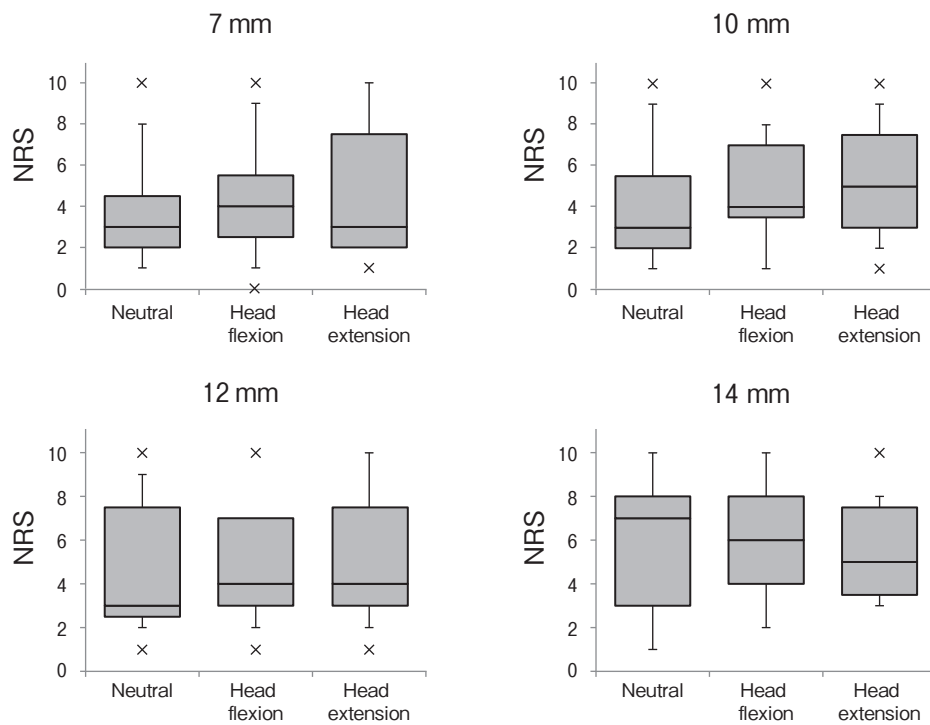 7 mm
10
8
6
4
2
0
NRS
Neutral
Head
flexion
Head
extension
10 mm
10
8
6
4
2
0
NRS
Neutral
Head
flexion
Head
extension
12 mm
10
8
6
4
2
0
NRS
Neutral
Head
flexion
Head
extension
14 mm
10
8
6
4
2
0
NRS
Neutral
Head
flexion
Head
extension